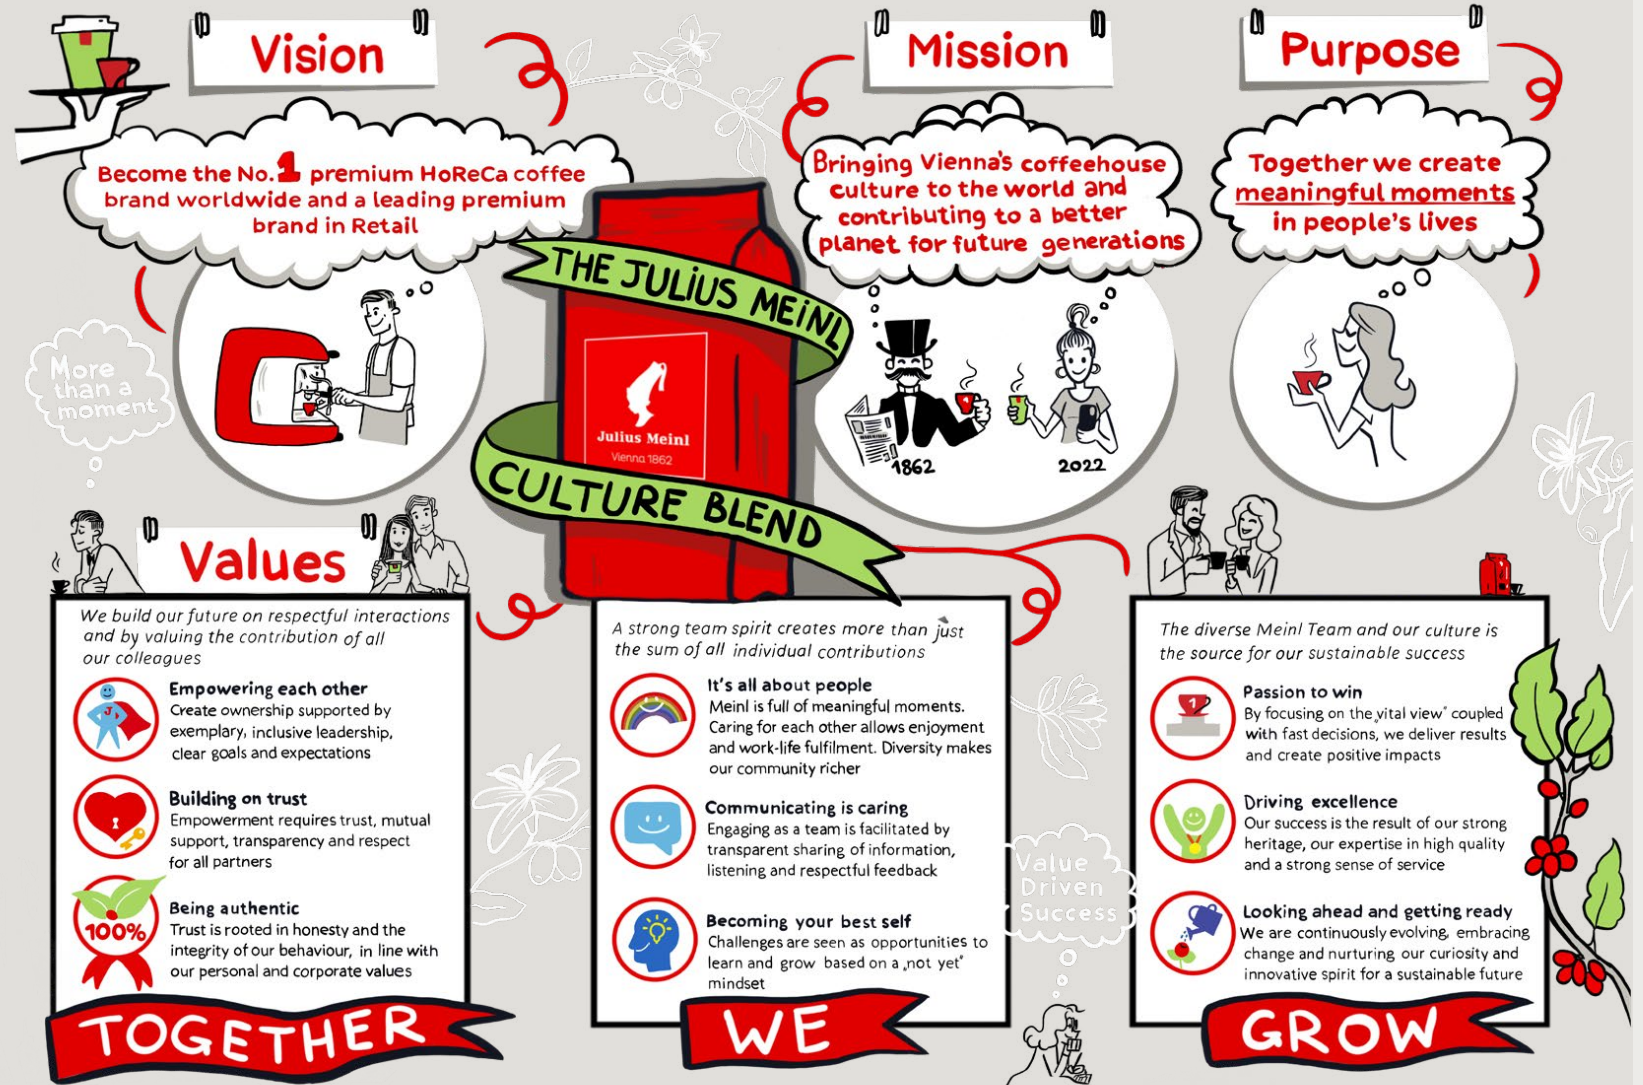 Vision
Become the No. 1 premium HoReCa coffee
brand worldwide and a leading premium
brand in Retail
Mission
Bringing Vienna's coffeehouse
culture to the world and
contributing to a better
planet for future generations
1862
2022
Purpose
Together we create
meaningful moments
in people's lives
THE JULIUS MEINL
Julius Meinl
Vienna 1862
CULTURE BLEND
More
than a
moment
Values
We build our future on respectful interactions
and by valuing the contribution of all
our colleagues
J
Empowering each other
Create ownership supported by
exemplary, inclusive leadership,
clear goals and expectations
Building on trust
Empowerment requires trust, mutual
support, transparency and respect
for all partners
100%
Being authentic
Trust is rooted in honesty and the
integrity of our behaviour, in line with
our personal and corporate values
TOGETHER
A strong team spirit creates more than just
the sum of all individual contributions
It's all about people
Meinl is full of meaningful moments.
Caring for each other allows enjoyment
and work-life fulfilment. Diversity makes
our community richer
Communicating is caring
Engaging as a team is facilitated by
transparent sharing of information,
listening and respectful feedback
Becoming your best self
Challenges are seen as opportunities to
learn and grow based on a „not yet"
mindset
WE
Value
Driven
Success
The diverse Meinl Team and our culture is
the source for our sustainable success
1
Passion to win
By focusing on the „vital view" coupled
with fast decisions, we deliver results
and create positive impacts
Driving excellence
Our success is the result of our strong
heritage, our expertise in high quality
and a strong sense of service
Looking ahead and getting ready
We are continuously evolving, embracing
change and nurturing our curiosity and
innovative spirit for a sustainable future
GROW